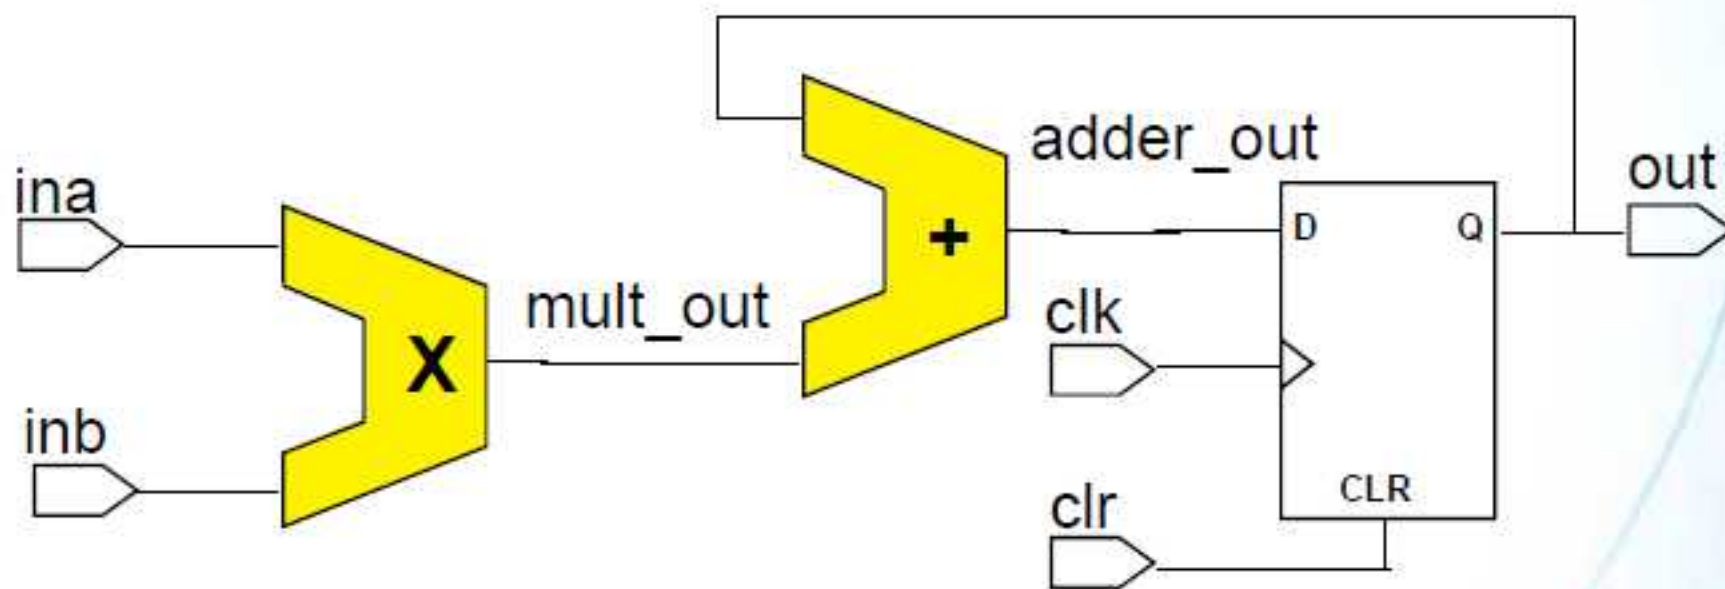 ina
inb
X
mult_out
+
adder_out
clk
clr
D
Q
CLR
out